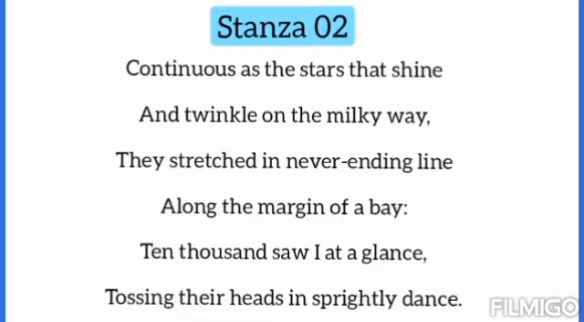 Stanza 02
Continuous as the stars that shine
And twinkle on the milky way,
They stretched in never-ending line
Along the margin of a bay:
Ten thousand saw I at a glance,
Tossing their heads in sprightly dance.
FILMIGO